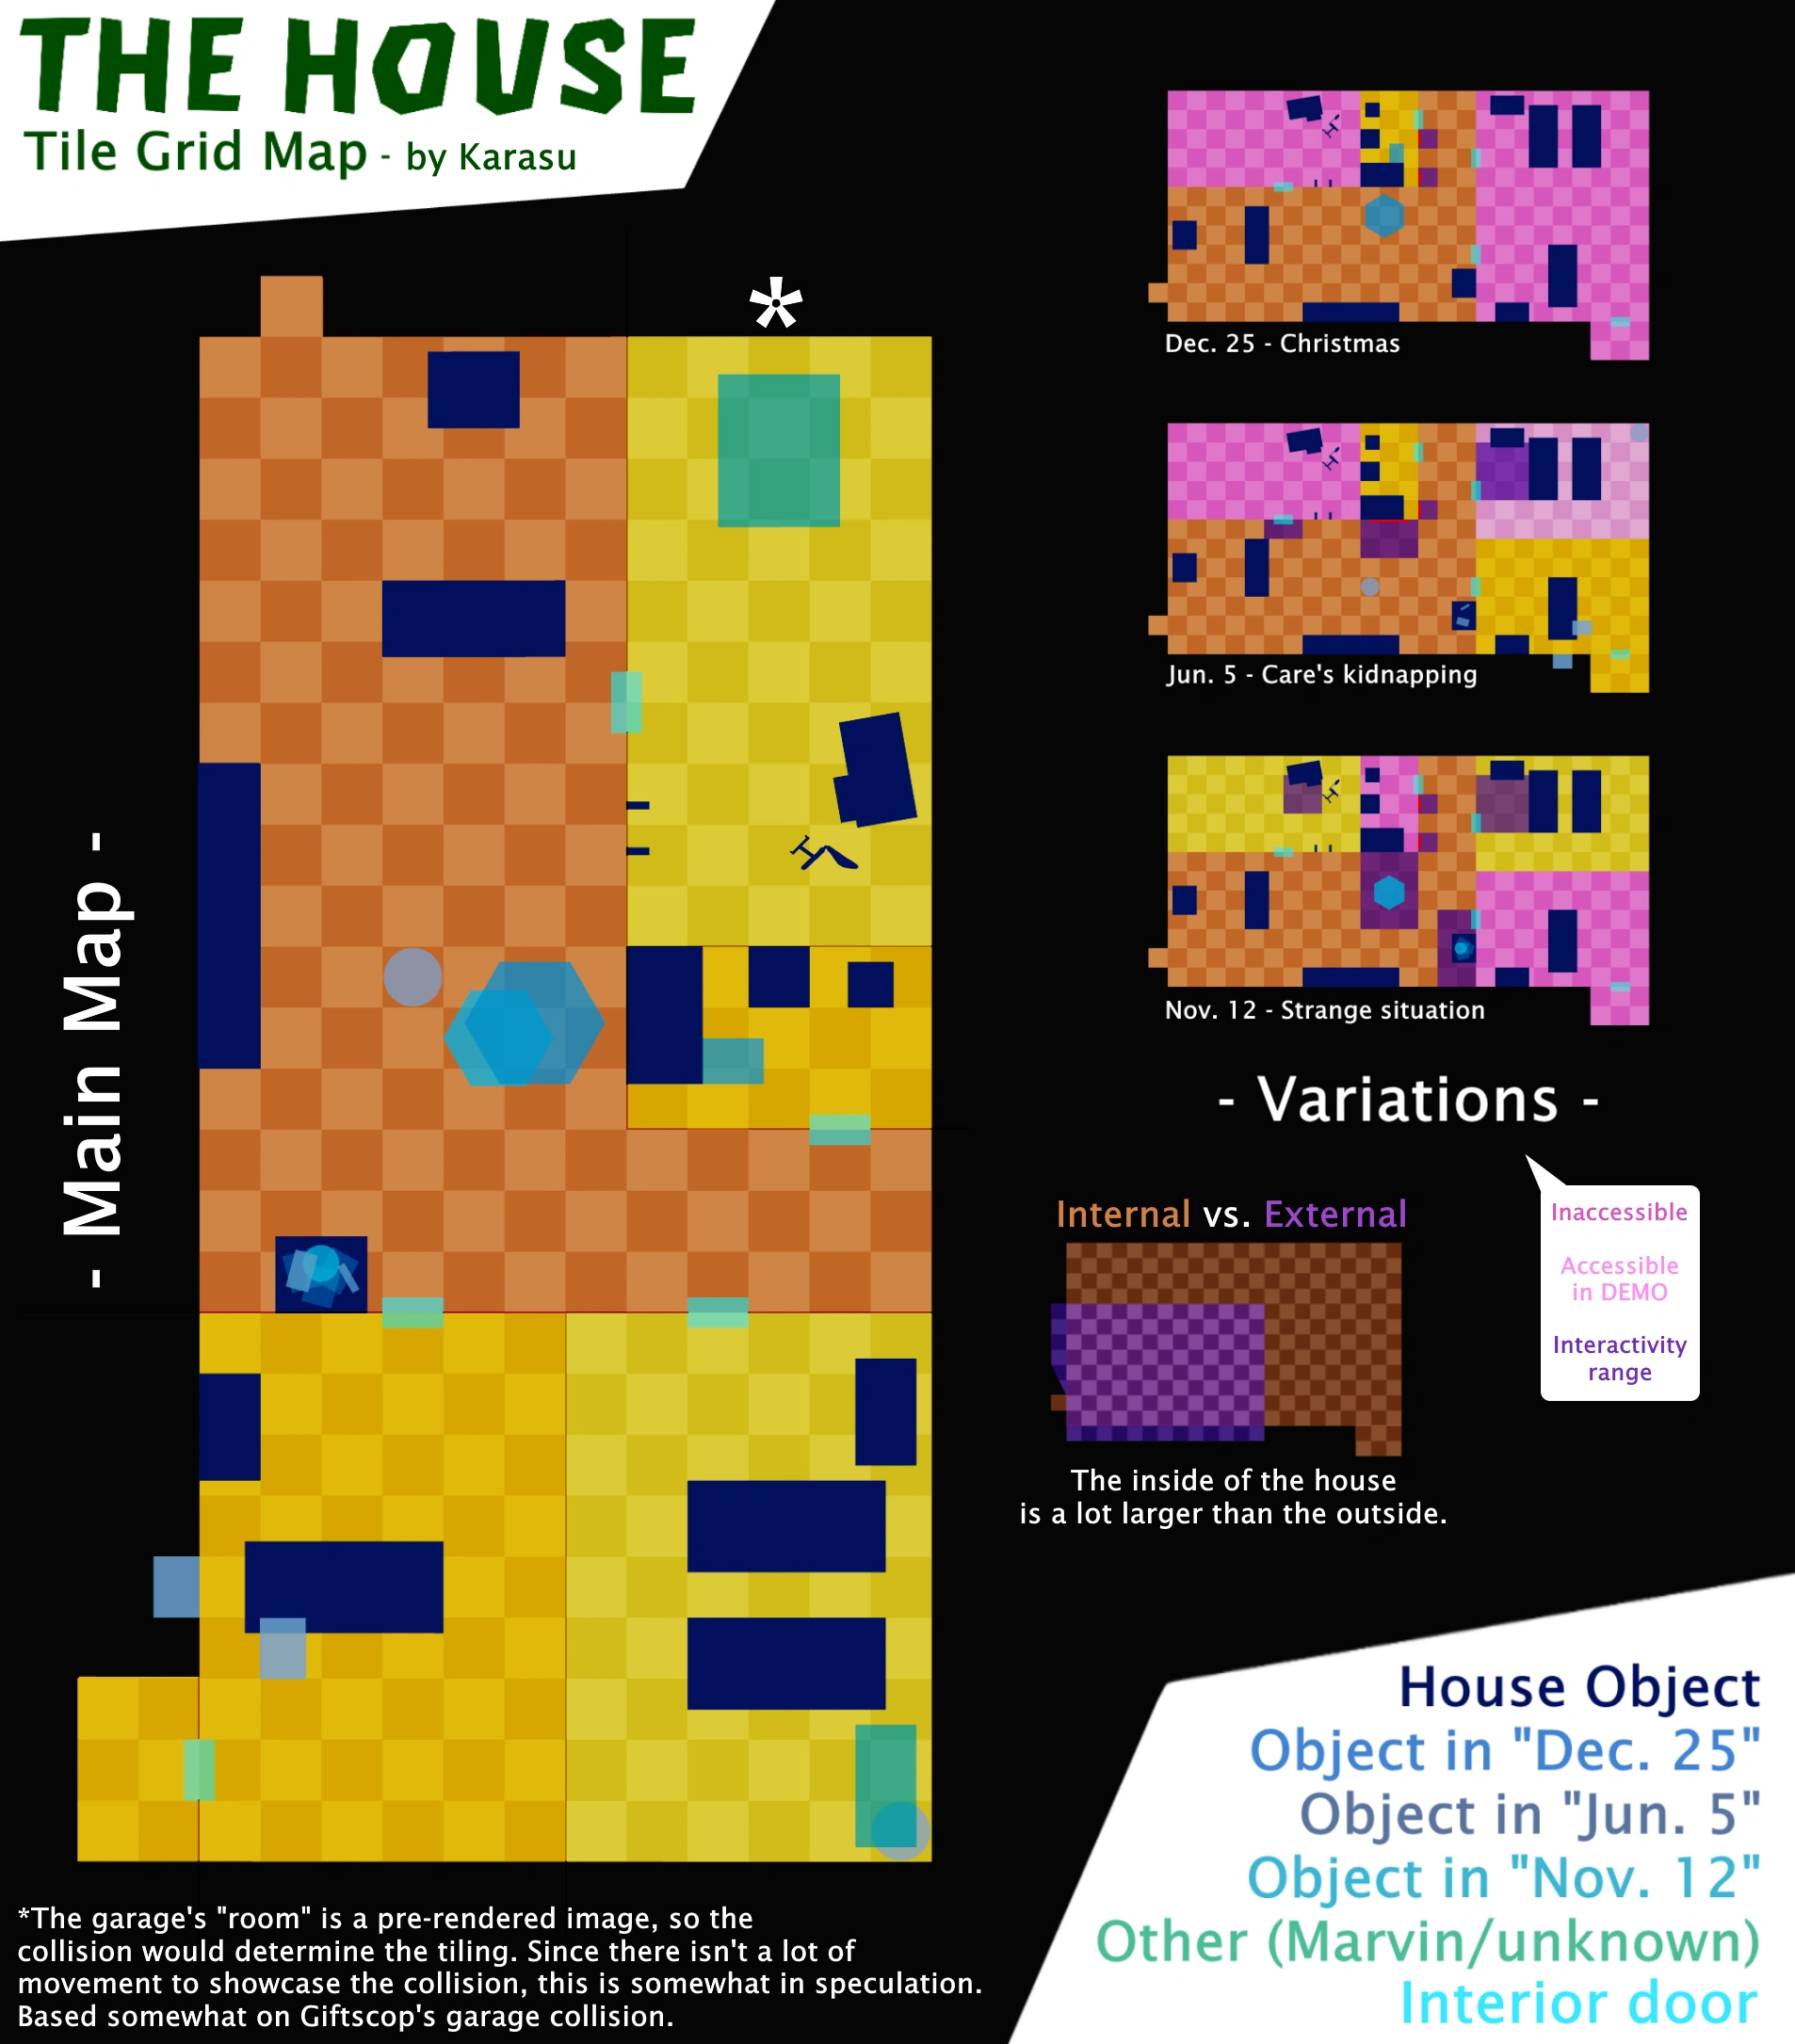 THE HOUSE
Tile Grid Map - by Karasu
*
- Main Map -
Dec. 25 - Christmas
Jun. 5 - Care's kidnapping
Nov. 12 - Strange situation
- Variations -
Inaccessible
Accessible
in DEMO
Interactivity
range
Internal vs. External
The inside of the house
is a lot larger than the outside.
House Object
Object in "Dec. 25"
Object in "Jun. 5"
Object in "Nov. 12"
Other (Marvin/unknown)
Interior door
*The garage's "room" is a pre-rendered image, so the
collision would determine the tiling. Since there isn't a lot of
movement to showcase the collision, this is somewhat in speculation.
Based somewhat on Giftscop's garage collision.